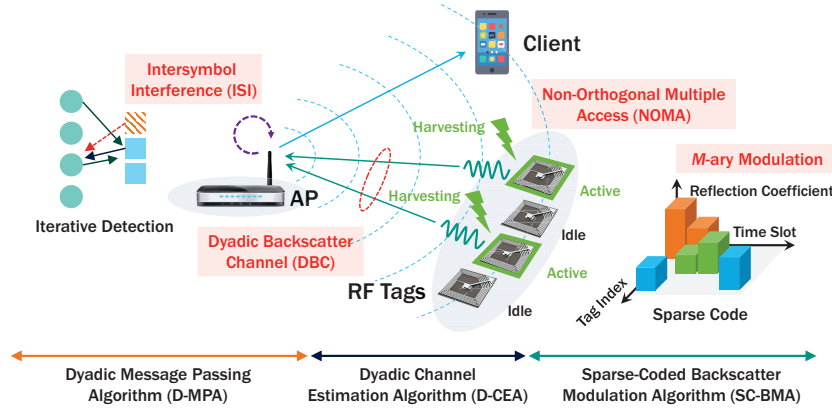 Client
Intersymbol
Interference (ISI)
Non-Orthogonal Multiple
Access (NOMA)
Harvesting
M-ary Modulation
Active
Reflection Coefficient
AP
Harvesting
Idle
Time Slot
Iterative Detection
Dyadic Backscatter
Channel (DBC)
Active
RF Tags
Idle
Tag Index
Sparse Code
Dyadic Message Passing
Algorithm (D-MPA)
Dyadic Channel
Estimation Algorithm (D-CEA)
Sparse-Coded Backscatter
Modulation Algorithm (SC-BMA)